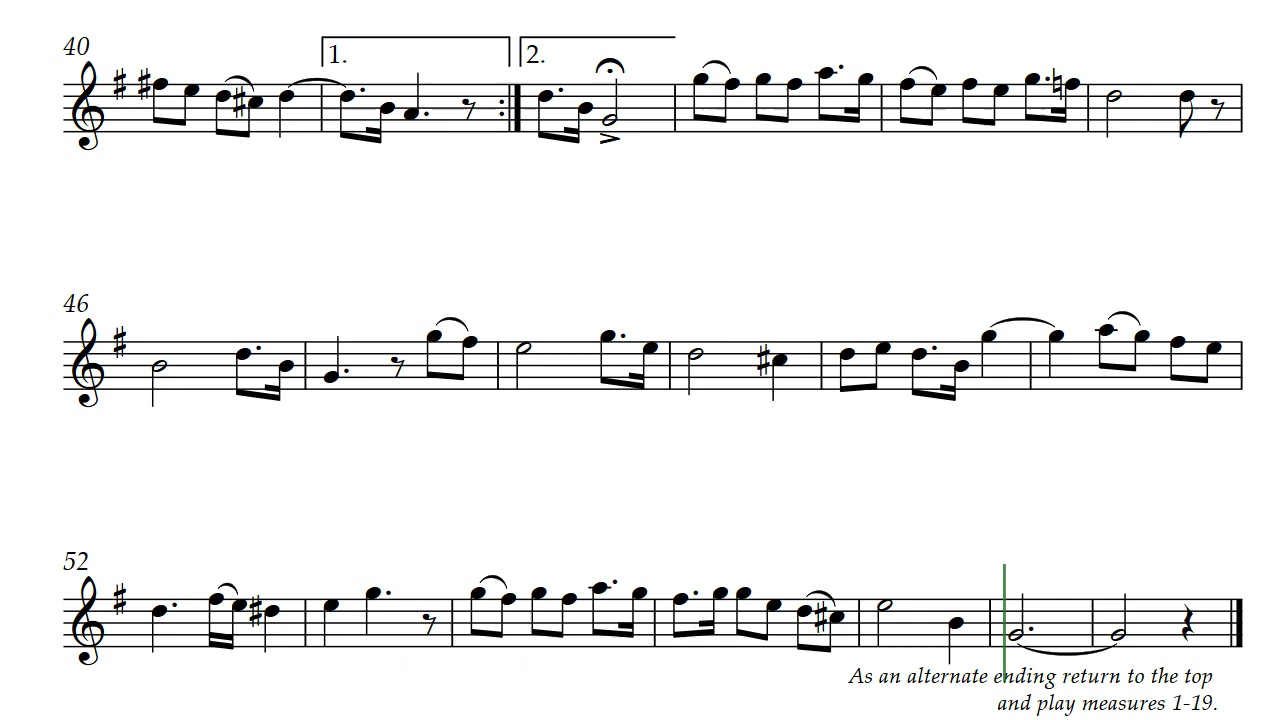 40
1.
2.
46
52
As an alternate ending return to the top
and play measures 1-19.